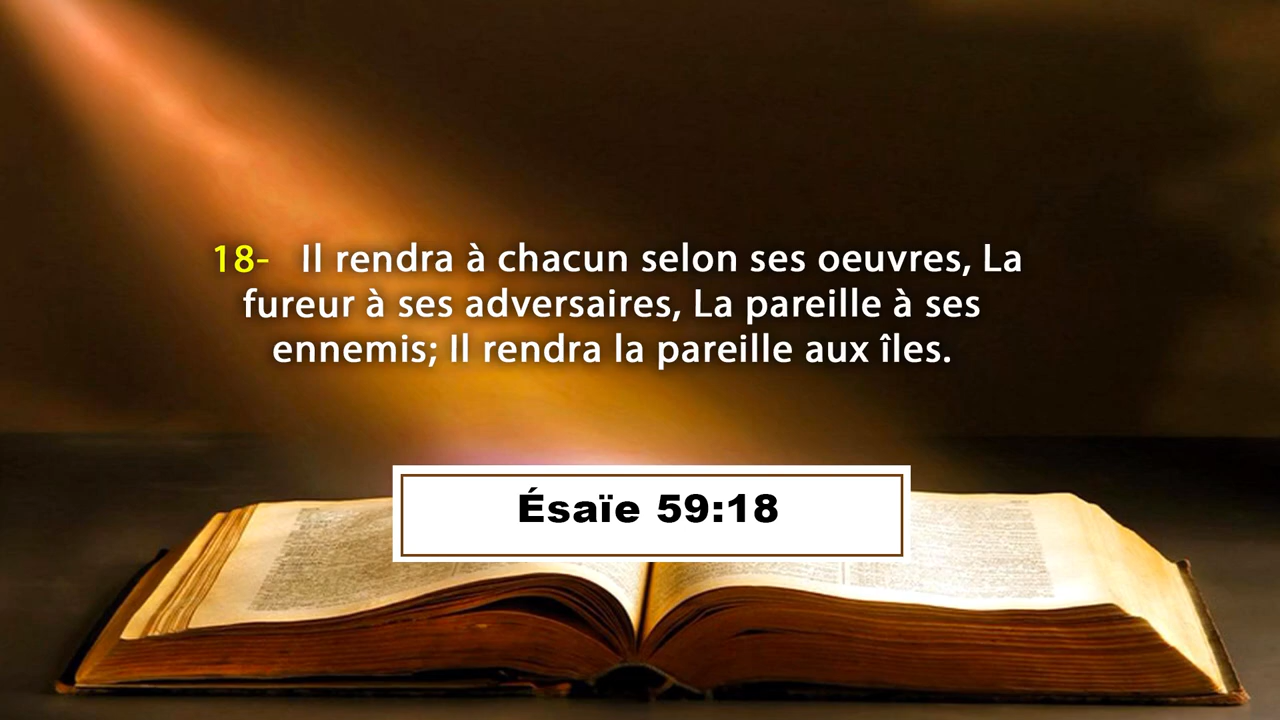 18- Il rendra à chacun selon ses oeuvres, La
fureur à ses adversaires, La pareille à ses
ennemis; Il rendra la pareille aux îles.
Ésaïe 59:18